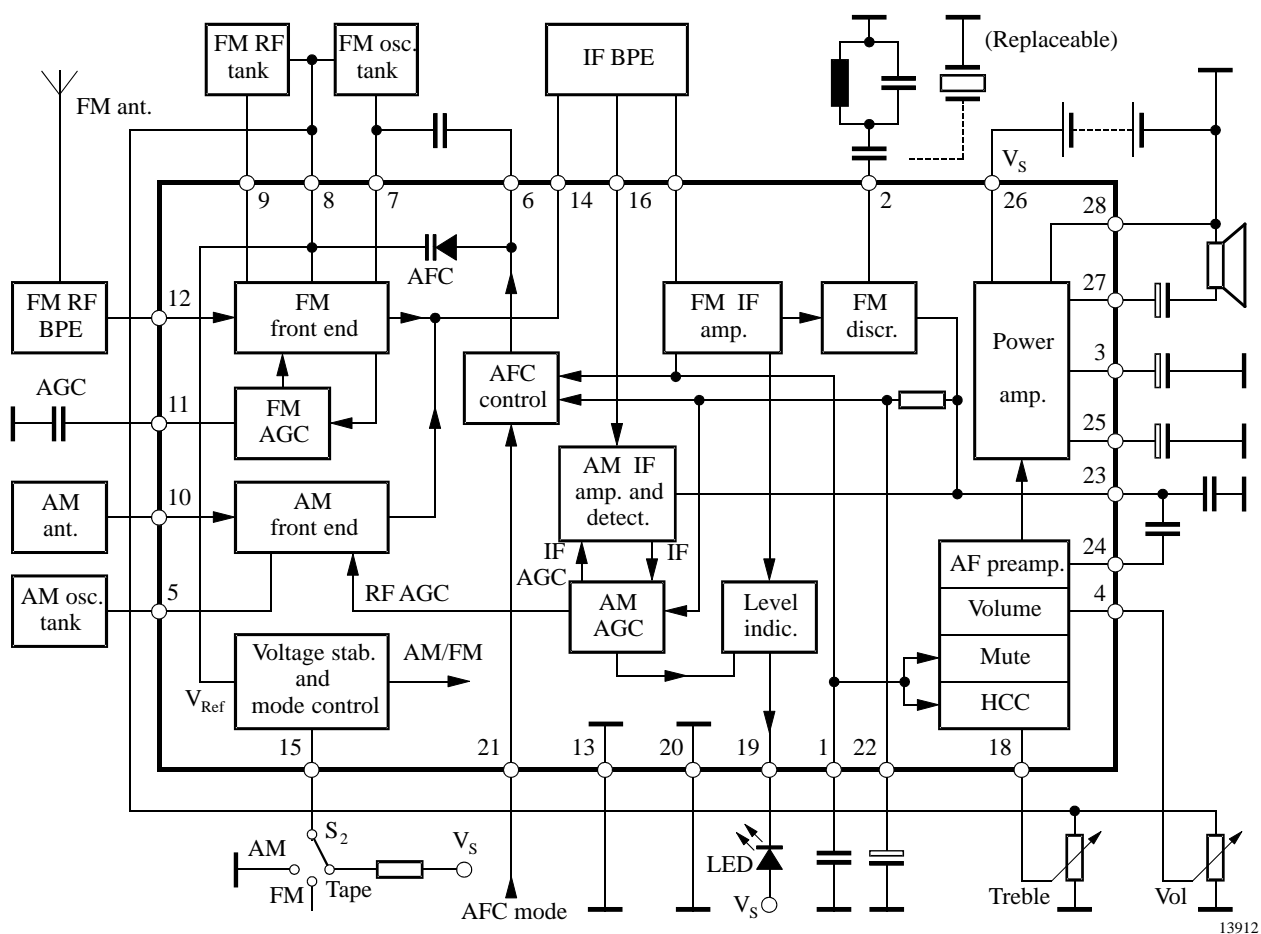 FM RF
tank
FM osc.
tank
IF BPE
(Replaceable)
FM ant.
V_S
9
8
7
6
14
16
2
26
28
AFC
FM RF
BPE
12
FM
front end
FM IF
amp.
FM
discr.
27
Power
amp.
3
AGC
11
FM
AGC
AFC
control
25
AM IF
amp. and
detect.
23
AM
ant.
10
AM
front end
IF
AGC
IF
24
AF preamp.
AM osc.
tank
5
RF AGC
AM
AGC
Level
indic.
4
Volume
Voltage stab.
and
mode control
AM/FM
Mute
V_Ref
HCC
15
21
13
20
19
1
22
18
S_2
AM
FM
Tape
V_S
AFC mode
LED
V_S
Treble
Vol
13912